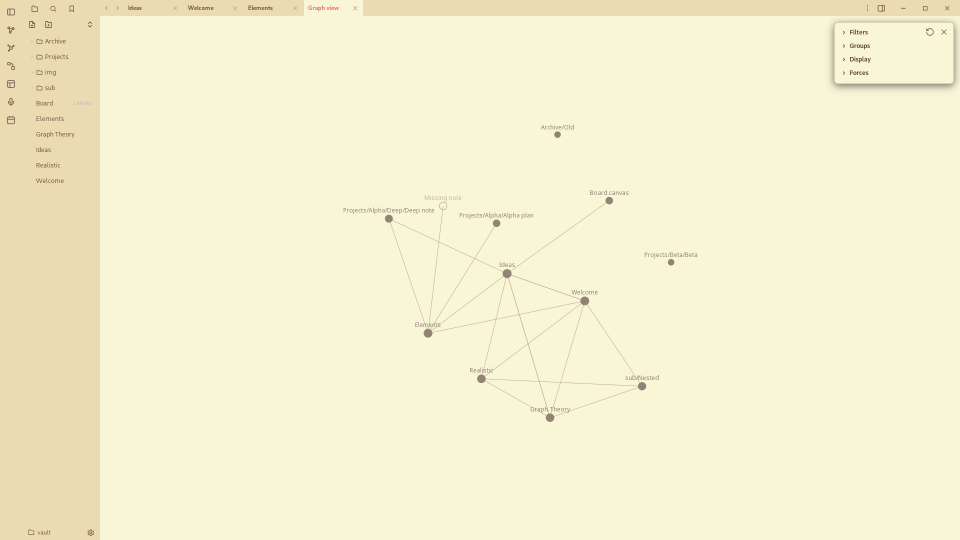 Ideas
Welcome
Elements
Graph view
Archive
Projects
img
sub
Board CANVAS
Elements
Graph Theory
Ideas
Realistic
Welcome
vault
Filters
Groups
Display
Forces
Archive/Old
Board.canvas
Missing note
Projects/Alpha/Deep/Deep note
Projects/Alpha/Alpha plan
Projects/Beta/Beta
Ideas
Welcome
Elements
Realistic
sub/Nested
Graph Theory